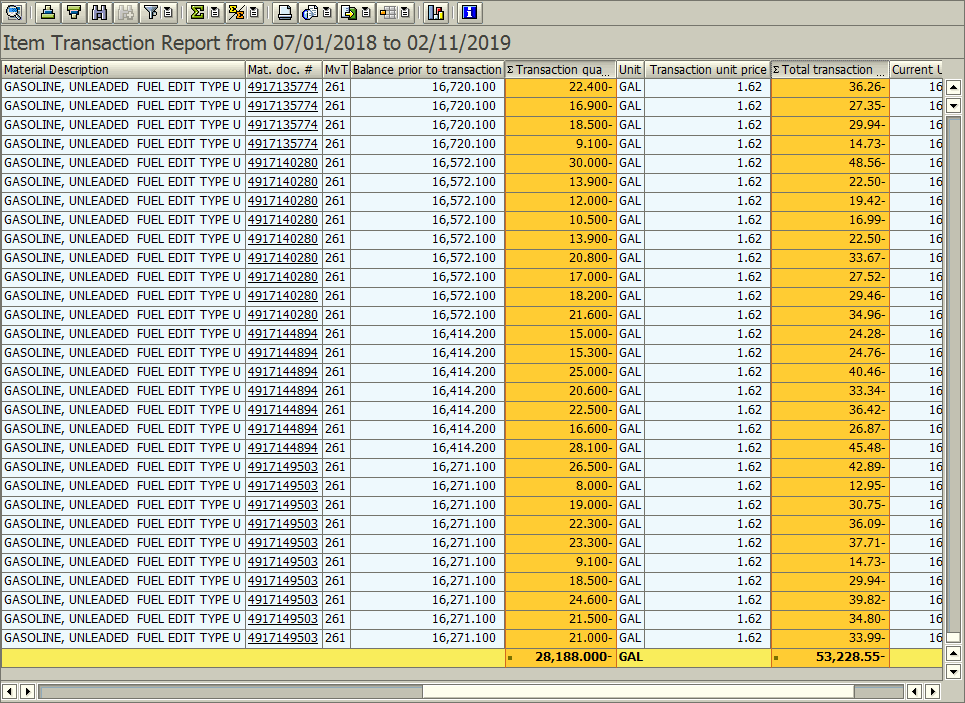 Item Transaction Report from 07/01/2018 to 02/11/2019
Material Description Mat. doc. # MvT Balance prior to transaction Σ Transaction qua... Unit Transaction unit price Σ Total transaction ... Current U
GASOLINE, UNLEADED FUEL EDIT TYPE U 4917135774 261 16,720.100 22.400- GAL 1.62 36.26- 16
GASOLINE, UNLEADED FUEL EDIT TYPE U 4917135774 261 16,720.100 16.900- GAL 1.62 27.35- 16
GASOLINE, UNLEADED FUEL EDIT TYPE U 4917135774 261 16,720.100 18.500- GAL 1.62 29.94- 16
GASOLINE, UNLEADED FUEL EDIT TYPE U 4917135774 261 16,720.100 9.100- GAL 1.62 14.73- 16
GASOLINE, UNLEADED FUEL EDIT TYPE U 4917140280 261 16,572.100 30.000- GAL 1.62 48.56- 16
GASOLINE, UNLEADED FUEL EDIT TYPE U 4917140280 261 16,572.100 13.900- GAL 1.62 22.50- 16
GASOLINE, UNLEADED FUEL EDIT TYPE U 4917140280 261 16,572.100 12.000- GAL 1.62 19.42- 16
GASOLINE, UNLEADED FUEL EDIT TYPE U 4917140280 261 16,572.100 10.500- GAL 1.62 16.99- 16
GASOLINE, UNLEADED FUEL EDIT TYPE U 4917140280 261 16,572.100 13.900- GAL 1.62 22.50- 16
GASOLINE, UNLEADED FUEL EDIT TYPE U 4917140280 261 16,572.100 20.800- GAL 1.62 33.67- 16
GASOLINE, UNLEADED FUEL EDIT TYPE U 4917140280 261 16,572.100 17.000- GAL 1.62 27.52- 16
GASOLINE, UNLEADED FUEL EDIT TYPE U 4917140280 261 16,572.100 18.200- GAL 1.62 29.46- 16
GASOLINE, UNLEADED FUEL EDIT TYPE U 4917140280 261 16,572.100 21.600- GAL 1.62 34.96- 16
GASOLINE, UNLEADED FUEL EDIT TYPE U 4917144894 261 16,414.200 15.000- GAL 1.62 24.28- 16
GASOLINE, UNLEADED FUEL EDIT TYPE U 4917144894 261 16,414.200 15.300- GAL 1.62 24.76- 16
GASOLINE, UNLEADED FUEL EDIT TYPE U 4917144894 261 16,414.200 25.000- GAL 1.62 40.46- 16
GASOLINE, UNLEADED FUEL EDIT TYPE U 4917144894 261 16,414.200 20.600- GAL 1.62 33.34- 16
GASOLINE, UNLEADED FUEL EDIT TYPE U 4917144894 261 16,414.200 22.500- GAL 1.62 36.42- 16
GASOLINE, UNLEADED FUEL EDIT TYPE U 4917144894 261 16,414.200 16.600- GAL 1.62 26.87- 16
GASOLINE, UNLEADED FUEL EDIT TYPE U 4917144894 261 16,414.200 28.100- GAL 1.62 45.48- 16
GASOLINE, UNLEADED FUEL EDIT TYPE U 4917149503 261 16,271.100 26.500- GAL 1.62 42.89- 16
GASOLINE, UNLEADED FUEL EDIT TYPE U 4917149503 261 16,271.100 8.000- GAL 1.62 12.95- 16
GASOLINE, UNLEADED FUEL EDIT TYPE U 4917149503 261 16,271.100 19.000- GAL 1.62 30.75- 16
GASOLINE, UNLEADED FUEL EDIT TYPE U 4917149503 261 16,271.100 22.300- GAL 1.62 36.09- 16
GASOLINE, UNLEADED FUEL EDIT TYPE U 4917149503 261 16,271.100 23.300- GAL 1.62 37.71- 16
GASOLINE, UNLEADED FUEL EDIT TYPE U 4917149503 261 16,271.100 9.100- GAL 1.62 14.73- 16
GASOLINE, UNLEADED FUEL EDIT TYPE U 4917149503 261 16,271.100 18.500- GAL 1.62 29.94- 16
GASOLINE, UNLEADED FUEL EDIT TYPE U 4917149503 261 16,271.100 24.600- GAL 1.62 39.82- 16
GASOLINE, UNLEADED FUEL EDIT TYPE U 4917149503 261 16,271.100 21.500- GAL 1.62 34.80- 16
GASOLINE, UNLEADED FUEL EDIT TYPE U 4917149503 261 16,271.100 21.000- GAL 1.62 33.99- 16
28,188.000- GAL 53,228.55-